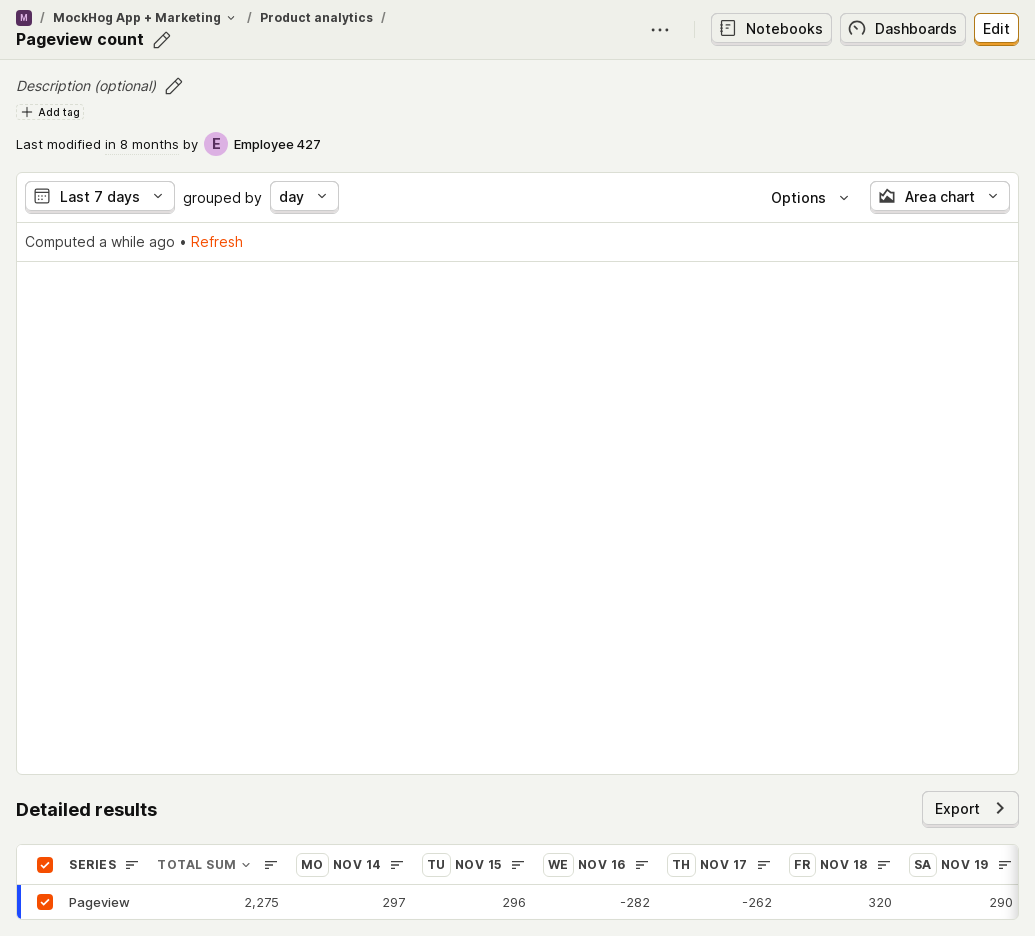 M / MockHog App + Marketing / Product analytics /
Pageview count
Notebooks Dashboards Edit
Description (optional)
Add tag
Last modified in 8 months by E Employee 427
Last 7 days grouped by day Options Area chart
Computed a while ago • Refresh
Detailed results
Export
SERIES TOTAL SUM MO NOV 14 TU NOV 15 WE NOV 16 TH NOV 17 FR NOV 18 SA NOV 19
Pageview 2,275 297 296 -282 -262 320 290